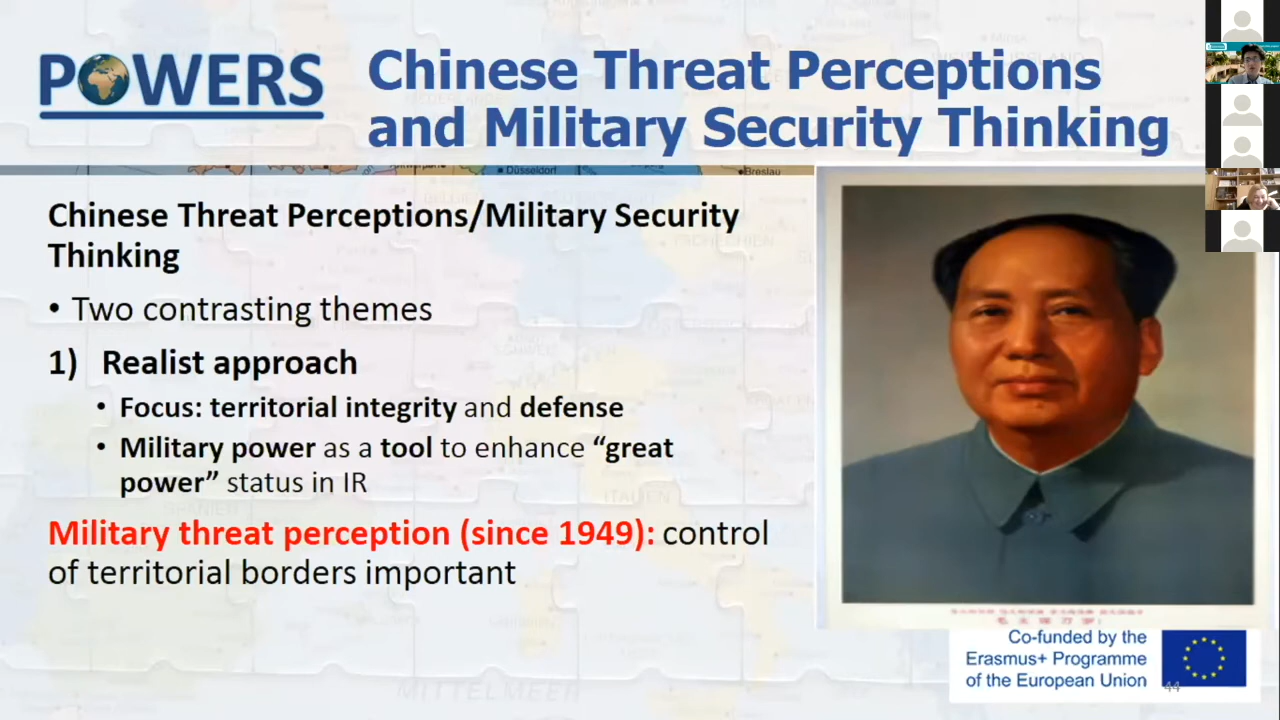 POWERS
Chinese Threat Perceptions
and Military Security Thinking
Düsseldorf
Breslau
Chinese Threat Perceptions/Military Security
Thinking
• Two contrasting themes
1) Realist approach
• Focus: territorial integrity and defense
• Military power as a tool to enhance “great
power” status in IR
Military threat perception (since 1949): control
of territorial borders important
ITALIEN
MITTELMEER
Co-funded by the
Erasmus+ Programme
of the European Union
44